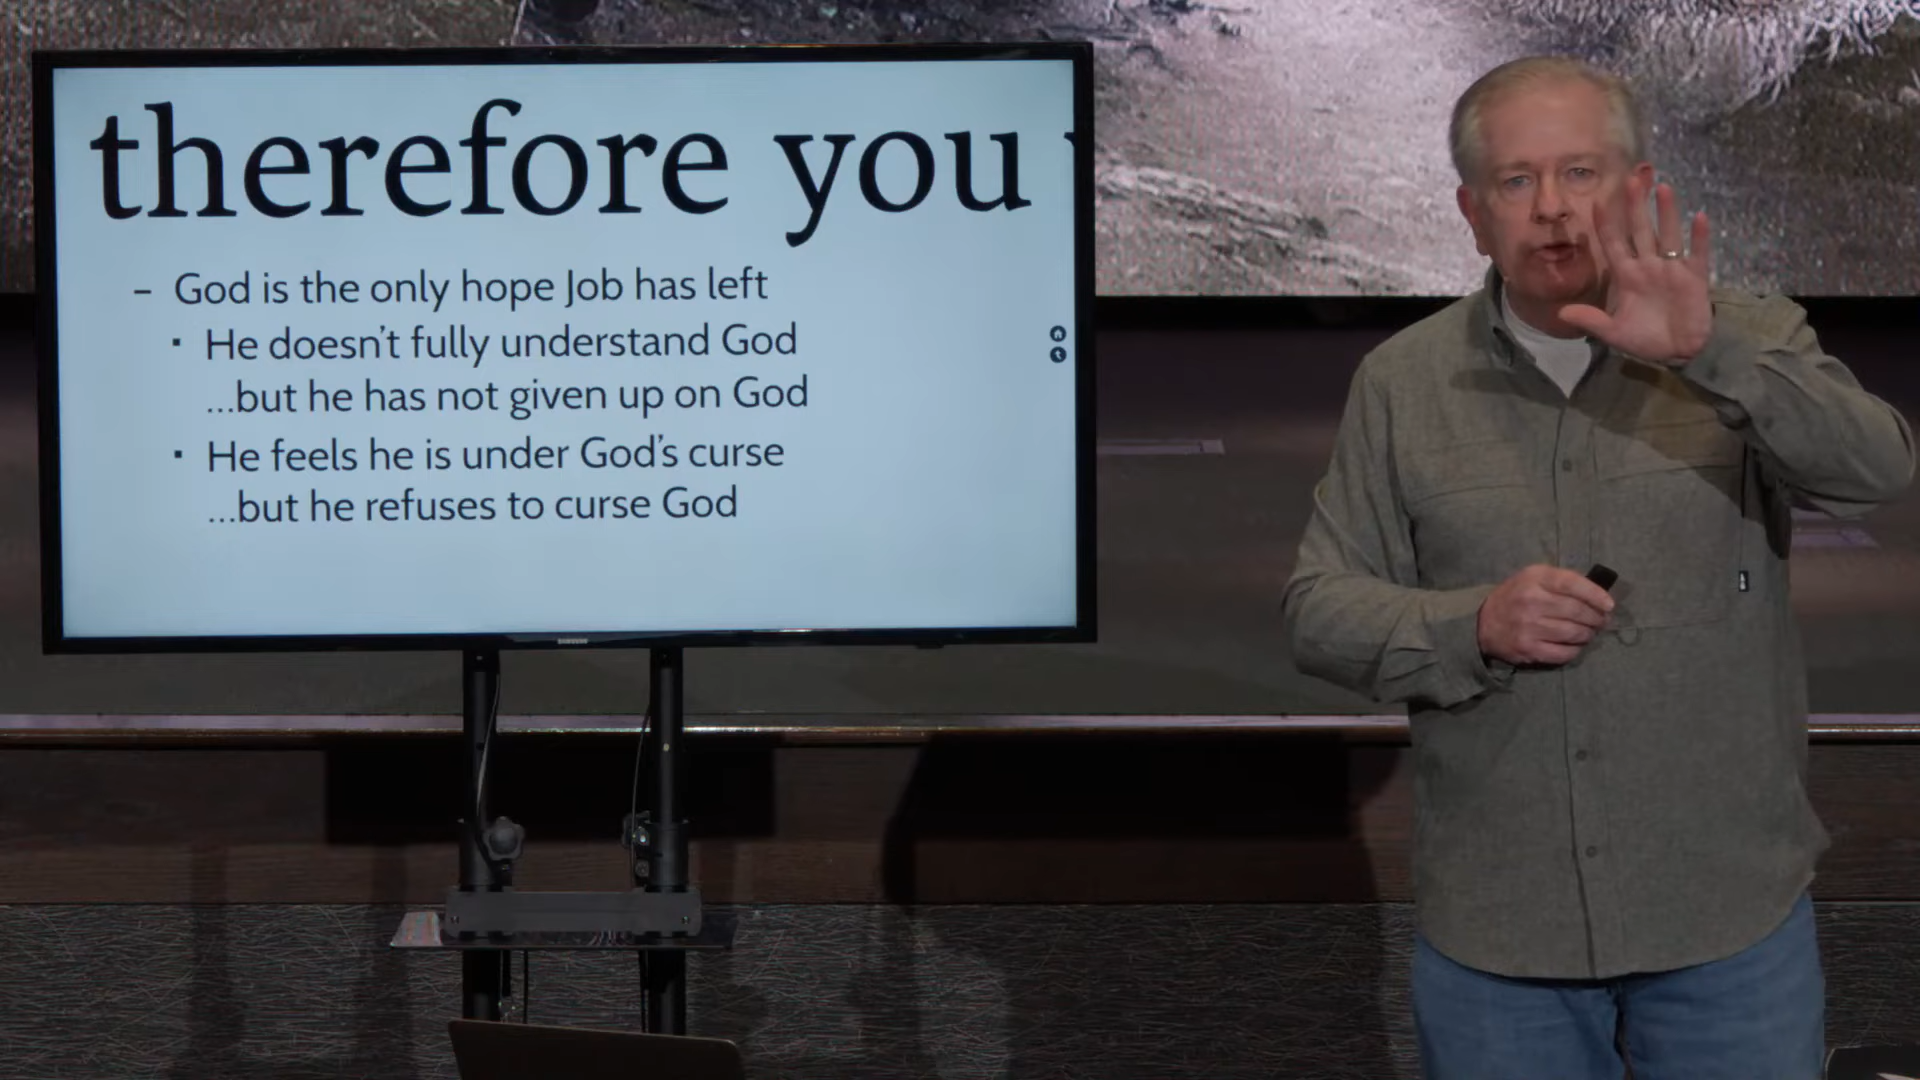 therefore you
– God is the only hope Job has left
▪ He doesn't fully understand God
...but he has not given up on God
▪ He feels he is under God's curse
...but he refuses to curse God
SAMSUNG